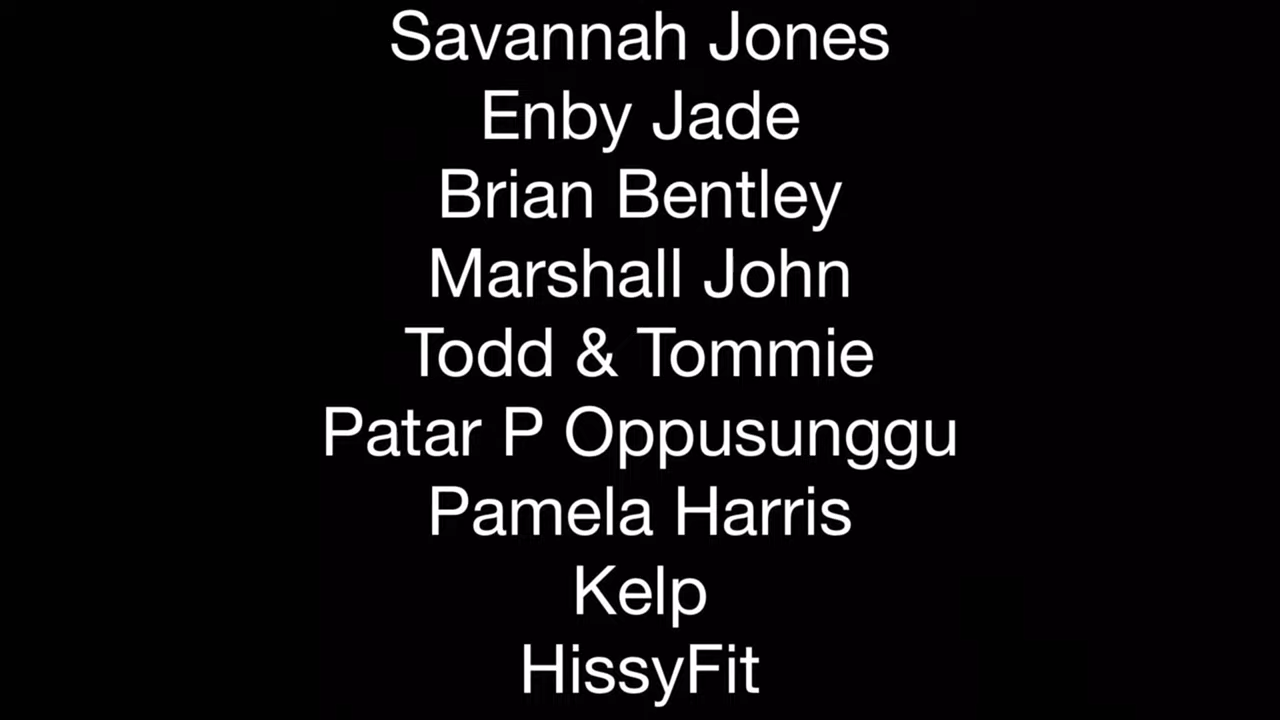 Savannah Jones
Enby Jade
Brian Bentley
Marshall John
Todd & Tommie
Patar P Oppusunggu
Pamela Harris
Kelp
HissyFit